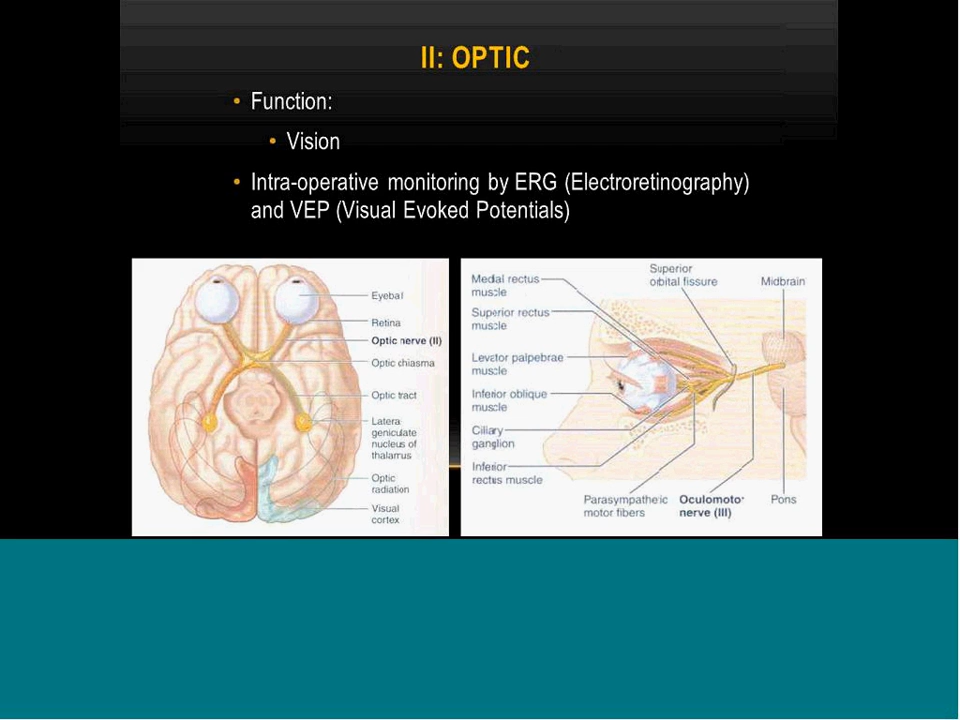 II: OPTIC
• Function:
• Vision
• Intra-operative monitoring by ERG (Electroretinography)
and VEP (Visual Evoked Potentials)
Eyebal
Retina
Optic nerve (II)
Optic chiasma
Optic tract
Latera
geniculate
nucleus of
thalamus
Optic
radiation
Visual
cortex
Superior
orbital fissure
Midbrain
Medial rectus
muscle
Superior rectus
muscle
Levator palpebrae
muscle
Inferior oblique
muscle
Ciliary
ganglion
Inferior
rectus muscle
Parasympathetic
motor fibers
Oculomotor
nerve (III)
Pons